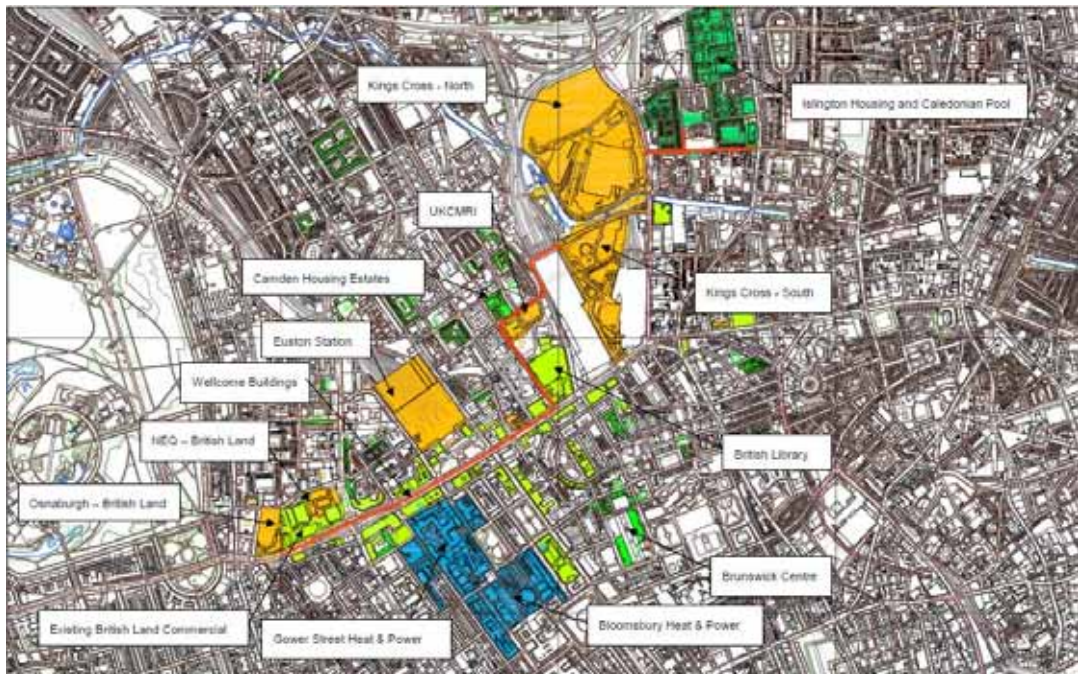 Kings Cross - North
Islington Housing and Caledonian Pool
UKCMRI
Camden Housing Estates
Kings Cross - South
Euston Station
Wellcome Buildings
NEQ – British Land
British Library
Osnaburgh – British Land
Brunswick Centre
Existing British Land Commercial
Gower Street Heat & Power
Bloomsbury Heat & Power